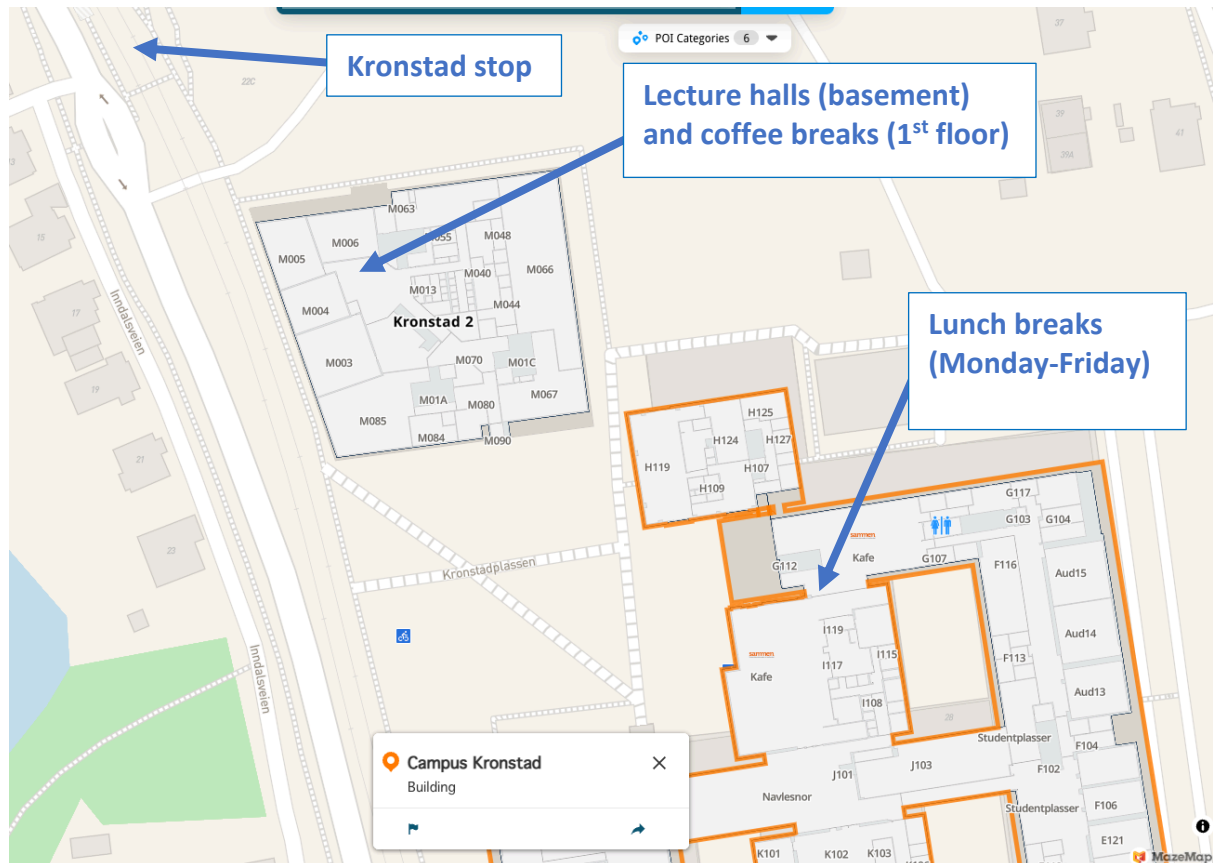 POI Categories 6
Kronstad stop
Lecture halls (basement)
and coffee breaks (1st floor)
Lunch breaks
(Monday-Friday)
37
22C
39
39A
41
13
15
17
19
21
23
Inndalsveien
Inndalsveien
M063
M005
M006
M055
M048
M066
M040
M013
M004
M044
Kronstad 2
M003
M070
M01C
M01A
M080
M067
M085
M084
M090
Kronstadplassen
H125
H124
H127
H119
H107
H109
G117
G103
G104
sammen
Kafe
G107
G112
F116
Aud15
I119
Aud14
sammen
I117
I115
F113
Kafe
Aud13
I108
28
Studentplasser
F104
J101
J103
F102
Navlesnor
Studentplasser
F106
E121
K101
K102
K103
Campus Kronstad
Building
MazeMap